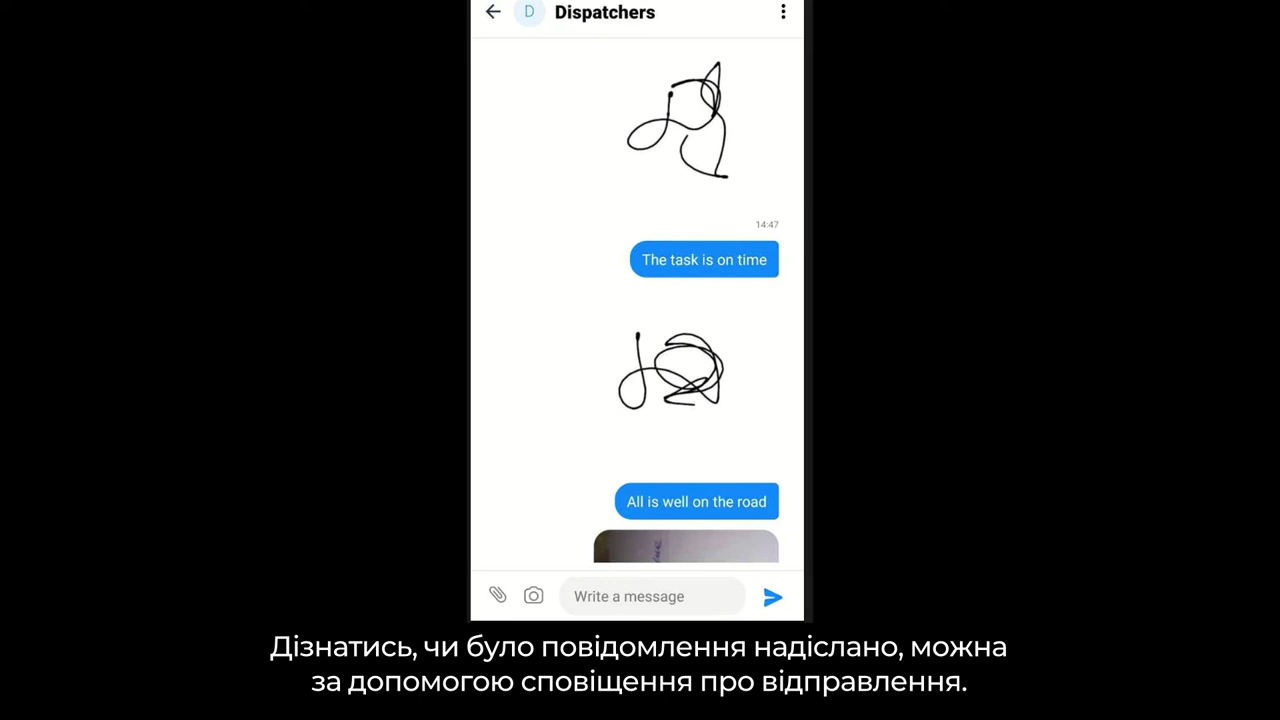 D Dispatchers
14:47
The task is on time
All is well on the road
Write a message
Дізнатись, чи було повідомлення надіслано, можна
за допомогою сповіщення про відправлення.